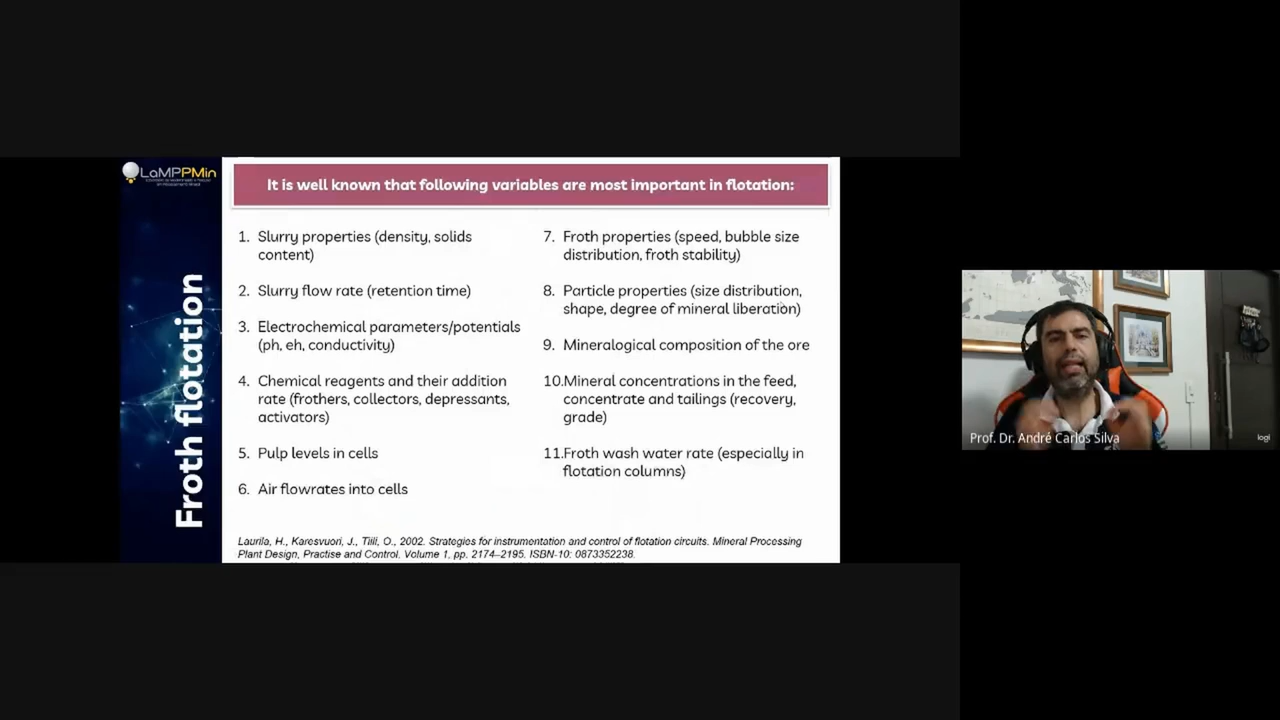 LaMPPMin
Froth flotation
It is well known that following variables are most important in flotation:
1. Slurry properties (density, solids
content)
2. Slurry flow rate (retention time)
3. Electrochemical parameters/potentials
(ph, eh, conductivity)
4. Chemical reagents and their addition
rate (frothers, collectors, depressants,
activators)
5. Pulp levels in cells
6. Air flowrates into cells
7. Froth properties (speed, bubble size
distribution, froth stability)
8. Particle properties (size distribution,
shape, degree of mineral liberation)
9. Mineralogical composition of the ore
10.Mineral concentrations in the feed,
concentrate and tailings (recovery,
grade)
11.Froth wash water rate (especially in
flotation columns)
Laurila, H., Karesvuori, J., Tiili, O., 2002. Strategies for instrumentation and control of flotation circuits. Mineral Processing
Plant Design, Practise and Control. Volume 1, pp. 2174–2195. ISBN-10: 0873352238.
Prof. Dr. André Carlos Silva
logi